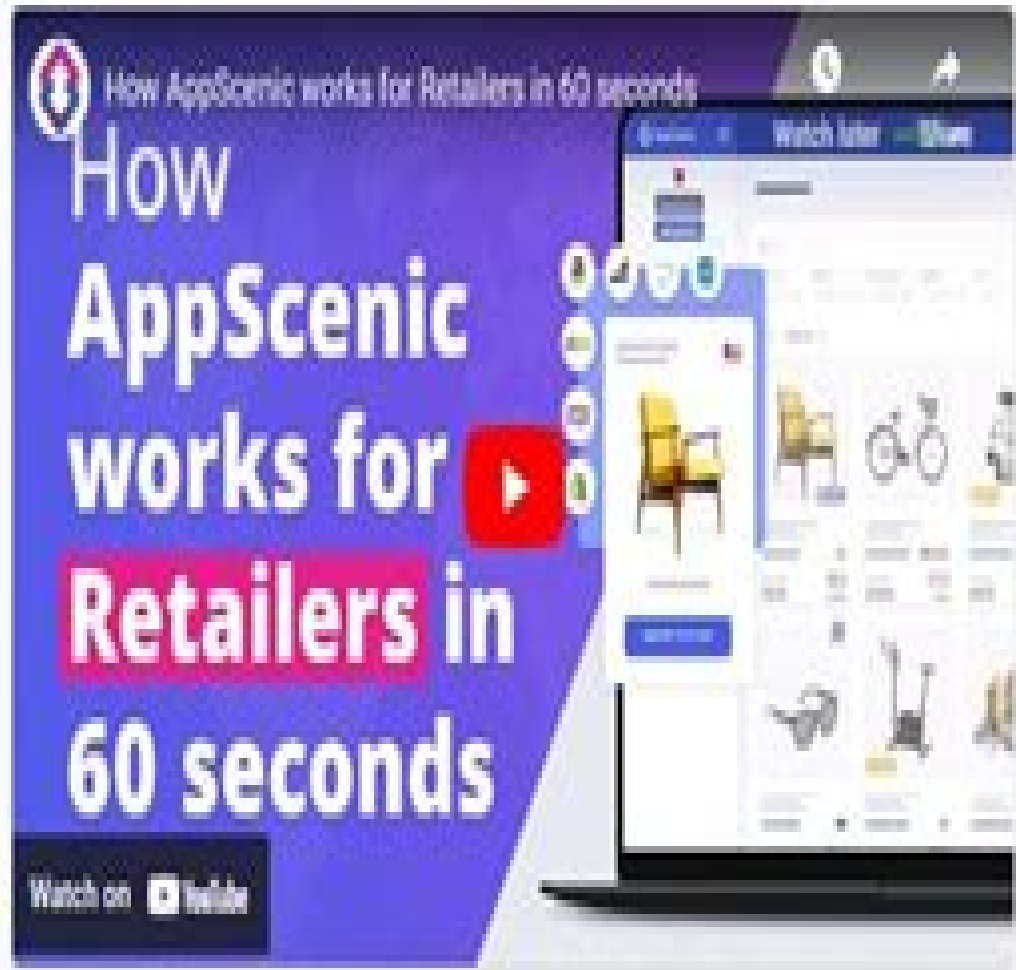 How AppScenic works for Retailers in 60 seconds
Watch later
Share
How
AppScenic
works for
Retailers in
60 seconds
Watch on YouTube